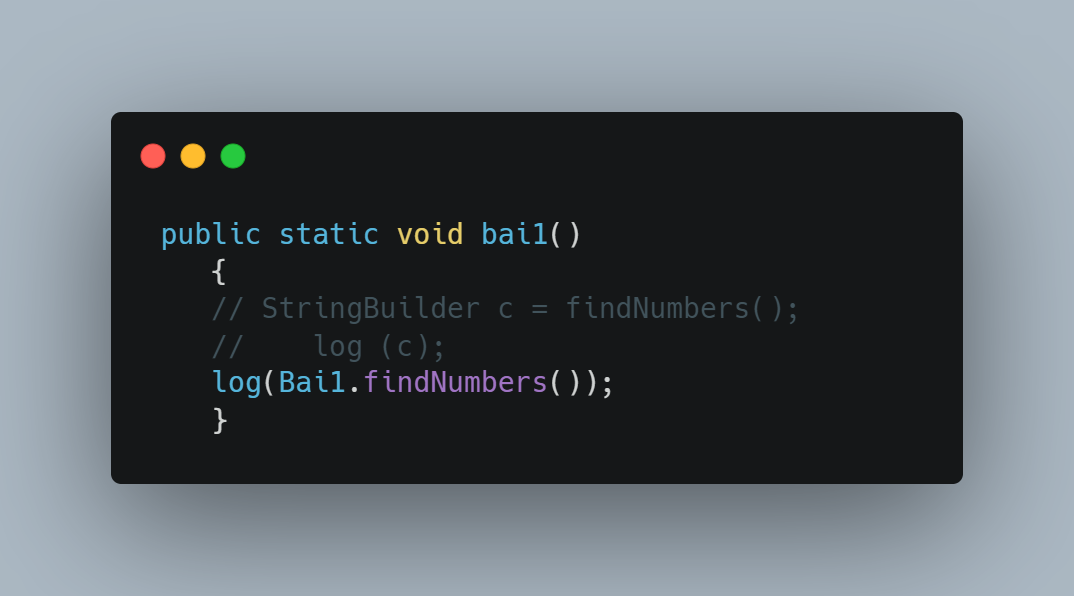 public static void bai1()
{
// StringBuilder c = findNumbers();
//    log (c);
log(Bai1.findNumbers());
}